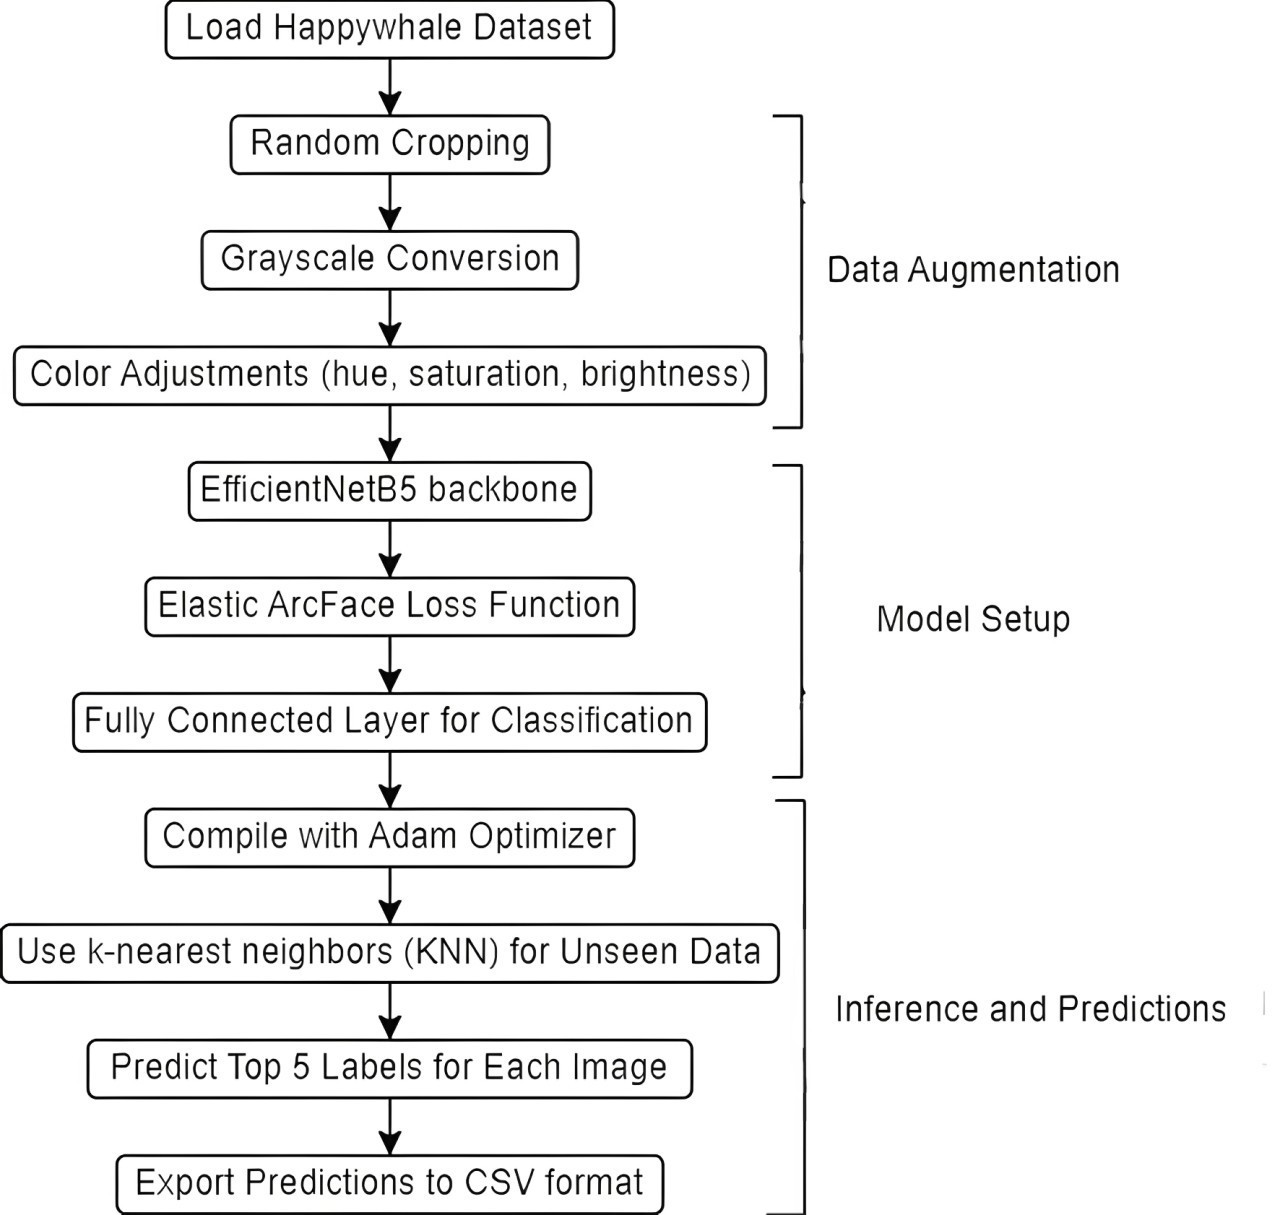 Load Happywhale Dataset
Random Cropping
Grayscale Conversion
Color Adjustments (hue, saturation, brightness)
Data Augmentation
EfficientNetB5 backbone
Elastic ArcFace Loss Function
Fully Connected Layer for Classification
Model Setup
Compile with Adam Optimizer
Use k-nearest neighbors (KNN) for Unseen Data
Predict Top 5 Labels for Each Image
Export Predictions to CSV format
Inference and Predictions